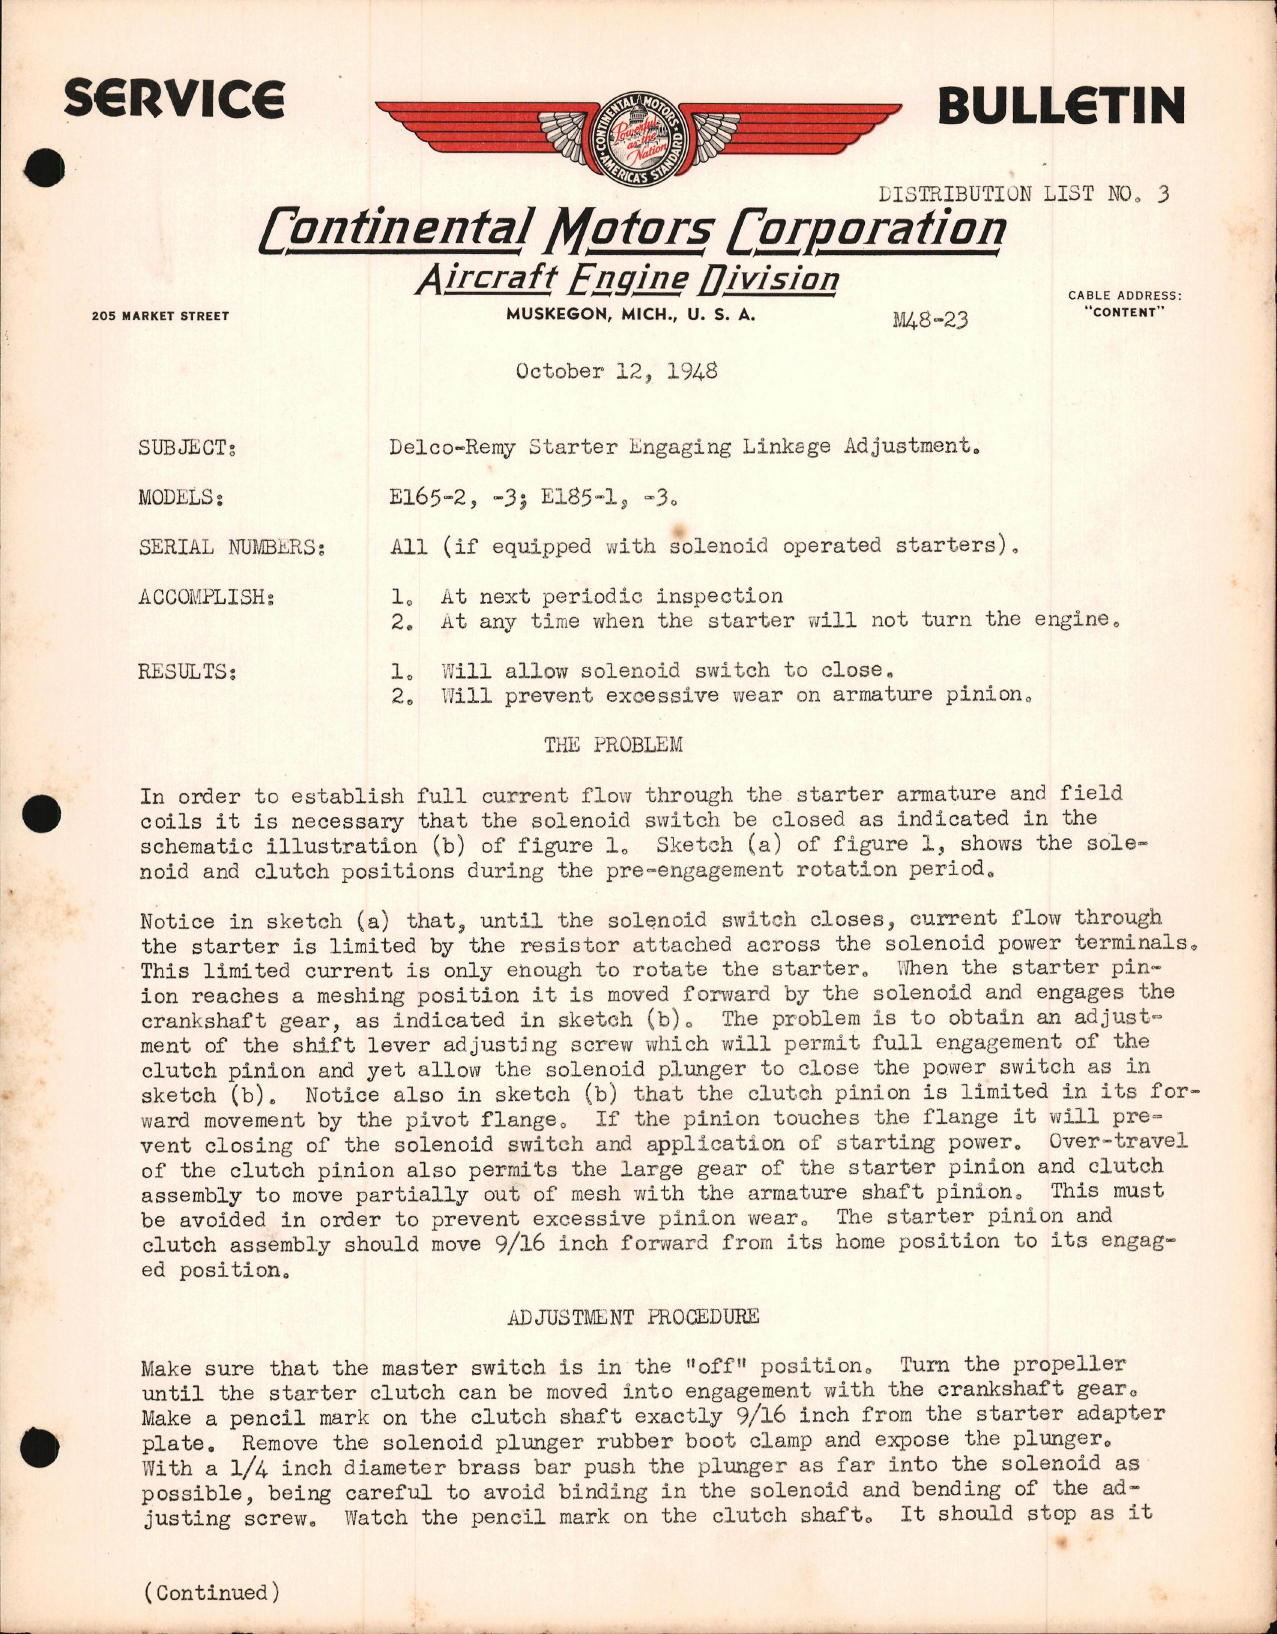 SERVICE
BULLETIN
CONTINENTAL MOTORS
Powerful
as the
Nation
AMERICA'S STANDARD
DISTRIBUTION LIST NO. 3
Continental Motors Corporation
Aircraft Engine Division
205 MARKET STREET
MUSKEGON, MICH., U. S. A.
M48-23
CABLE ADDRESS:
"CONTENT"
October 12, 1948
SUBJECT: Delco-Remy Starter Engaging Linkage Adjustment.
MODELS: E165-2, -3; E185-1, -3.
SERIAL NUMBERS: All (if equipped with solenoid operated starters).
ACCOMPLISH: 1. At next periodic inspection
2. At any time when the starter will not turn the engine.
RESULTS: 1. Will allow solenoid switch to close.
2. Will prevent excessive wear on armature pinion.
THE PROBLEM
In order to establish full current flow through the starter armature and field
coils it is necessary that the solenoid switch be closed as indicated in the
schematic illustration (b) of figure 1. Sketch (a) of figure 1, shows the sole-
noid and clutch positions during the pre-engagement rotation period.
Notice in sketch (a) that, until the solenoid switch closes, current flow through
the starter is limited by the resistor attached across the solenoid power terminals.
This limited current is only enough to rotate the starter. When the starter pin-
ion reaches a meshing position it is moved forward by the solenoid and engages the
crankshaft gear, as indicated in sketch (b). The problem is to obtain an adjust-
ment of the shift lever adjusting screw which will permit full engagement of the
clutch pinion and yet allow the solenoid plunger to close the power switch as in
sketch (b). Notice also in sketch (b) that the clutch pinion is limited in its for-
ward movement by the pivot flange. If the pinion touches the flange it will pre-
vent closing of the solenoid switch and application of starting power. Over-travel
of the clutch pinion also permits the large gear of the starter pinion and clutch
assembly to move partially out of mesh with the armature shaft pinion. This must
be avoided in order to prevent excessive pinion wear. The starter pinion and
clutch assembly should move 9/16 inch forward from its home position to its engag-
ed position.
ADJUSTMENT PROCEDURE
Make sure that the master switch is in the "off" position. Turn the propeller
until the starter clutch can be moved into engagement with the crankshaft gear.
Make a pencil mark on the clutch shaft exactly 9/16 inch from the starter adapter
plate. Remove the solenoid plunger rubber boot clamp and expose the plunger.
With a 1/4 inch diameter brass bar push the plunger as far into the solenoid as
possible, being careful to avoid binding in the solenoid and bending of the ad-
justing screw. Watch the pencil mark on the clutch shaft. It should stop as it
(Continued)